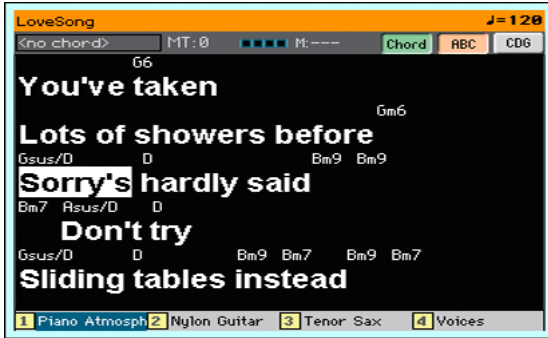 LoveSong ♩=120
<no chord> MT:0 M:--- Chord ABC CDG
G6
You've taken
Gm6
Lots of showers before
Gsus/D D Bm9 Bm9
Sorry's hardly said
Bm7 Asus/D D
Don't try
Gsus/D D Bm9 Bm7 Bm9 Bm7
Sliding tables instead
1 Piano Atmosph 2 Nylon Guitar 3 Tenor Sax 4 Voices